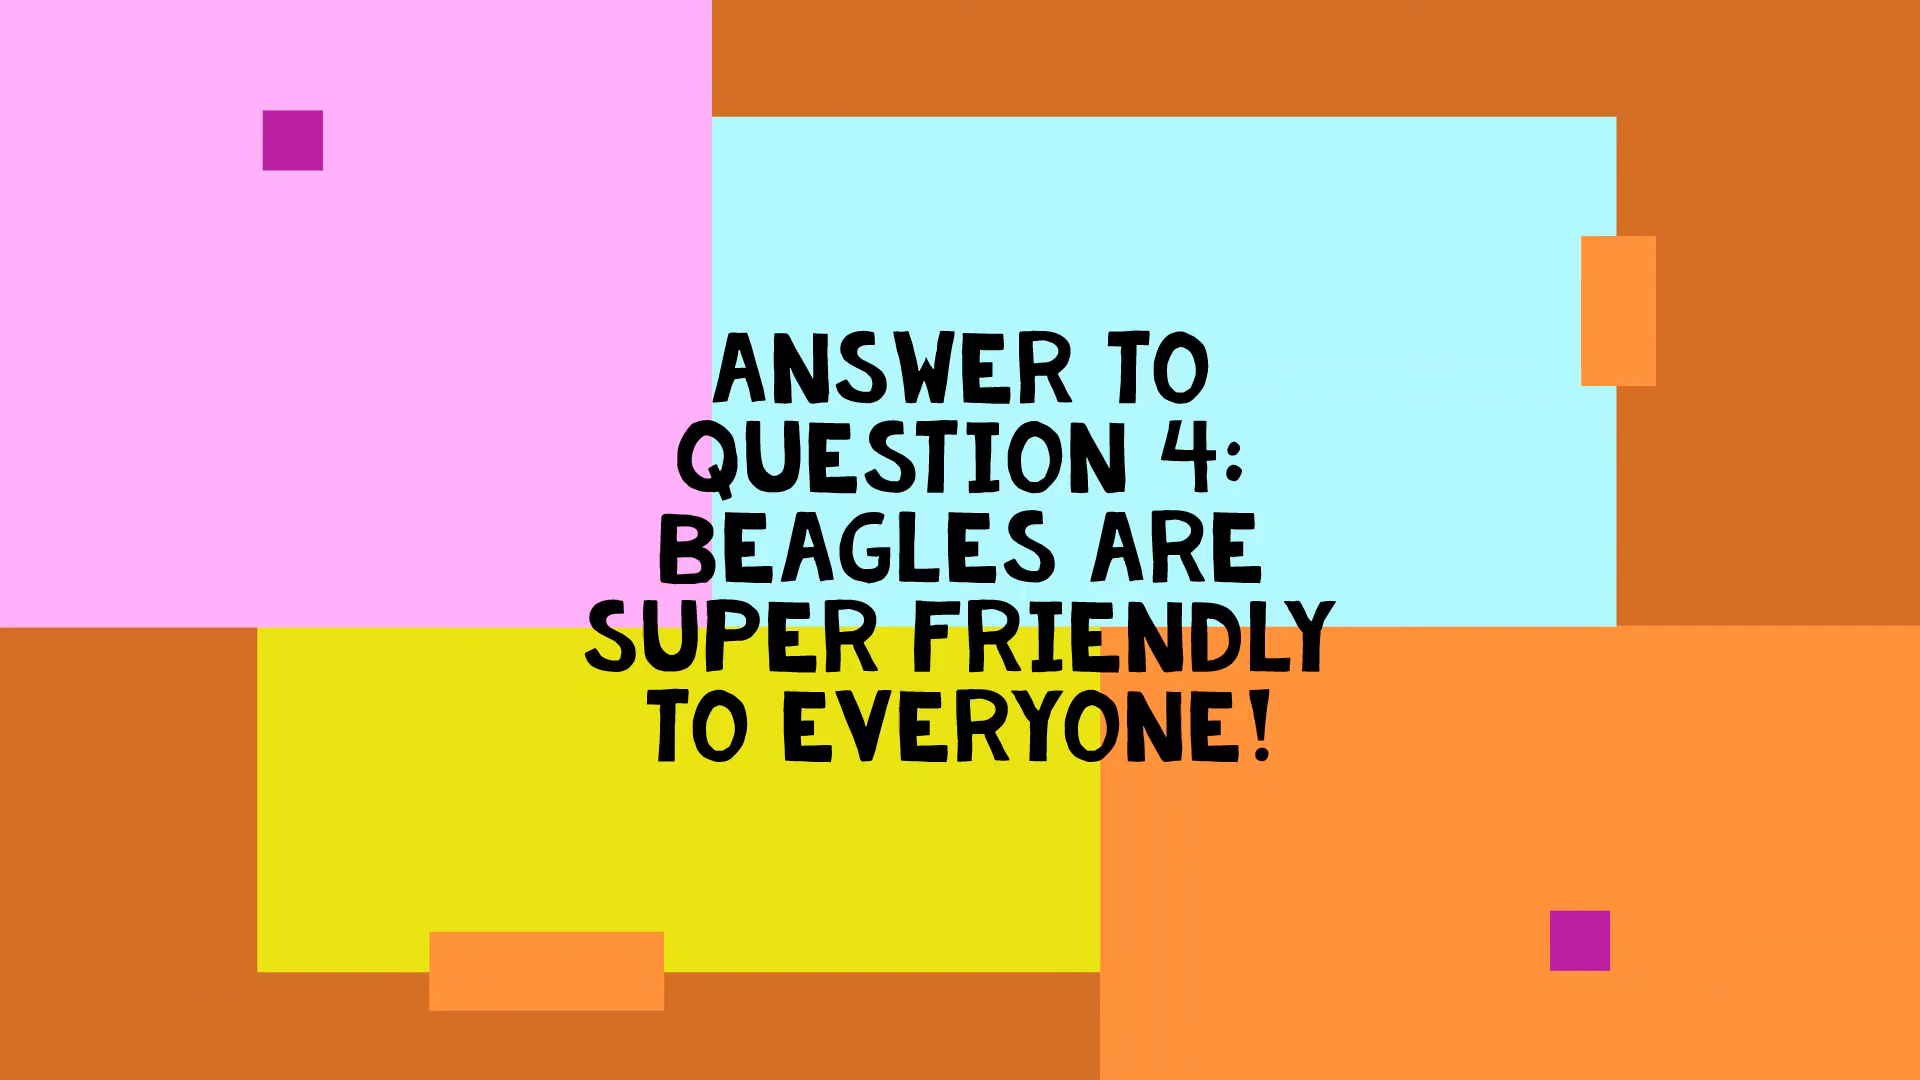 ANSWER TO
QUESTION 4:
BEAGLES ARE
SUPER FRIENDLY
TO EVERYONE!